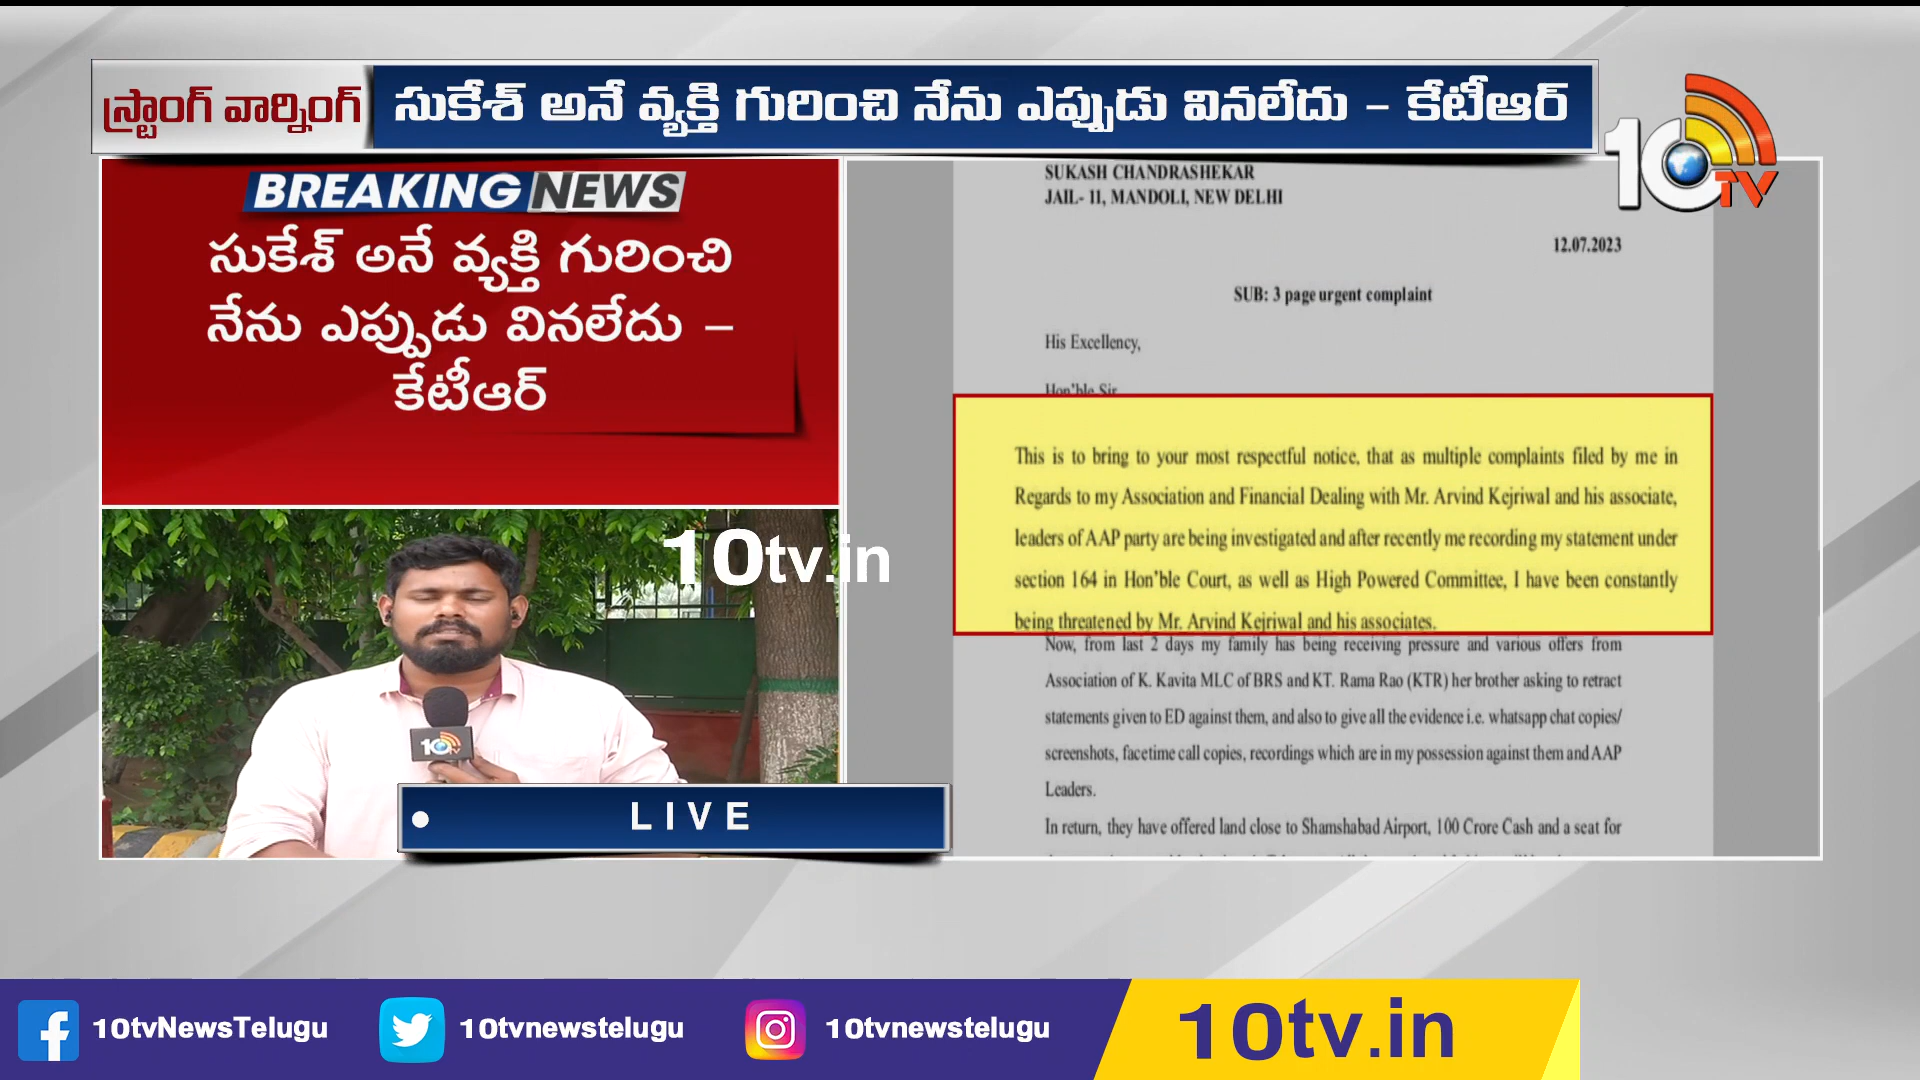 స్ట్రాంగ్ వార్నింగ్
సుకేశ్ అనే వ్యక్తి గురించి నేను ఎప్పుడు వినలేదు - కేటీఆర్
10TV
BREAKING NEWS
సుకేశ్ అనే వ్యక్తి గురించి
నేను ఎప్పుడు వినలేదు -
కేటీఆర్
SUKASH CHANDRASHEKAR
JAIL- 11, MANDOLI, NEW DELHI
12.07.2023
SUB: 3 page urgent complaint
His Excellency,
Hon'ble Sir
This is to bring to your most respectful notice, that as multiple complaints filed by me in
Regards to my Association and Financial Dealing with Mr. Arvind Kejriwal and his associate,
leaders of AAP party are being investigated and after recently me recording my statement under
section 164 in Hon'ble Court, as well as High Powered Committee, I have been constantly
being threatened by Mr. Arvind Kejriwal and his associates.
Now, from last 2 days my family has being receiving pressure and various offers from
Association of K. Kavita MLC of BRS and KT. Rama Rao (KTR) her brother asking to retract
statements given to ED against them, and also to give all the evidence i.e. whatsapp chat copies/
screenshots, facetime call copies, recordings which are in my possession against them and AAP
Leaders.
In return, they have offered land close to Shamshabad Airport, 100 Crore Cash and a seat for
10tv.in
10TV
LIVE
10tvNewsTelugu
10tvnewstelugu
10tvnewstelugu
10tv.in